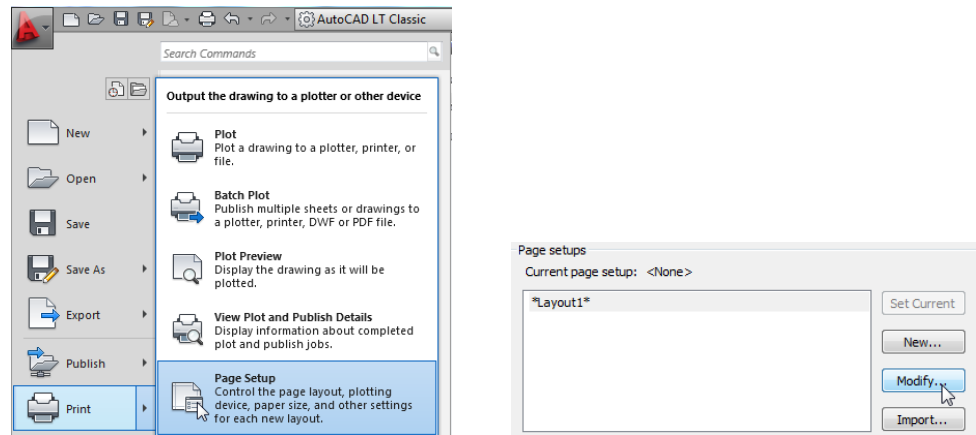 AutoCAD LT Classic
Search Commands
Output the drawing to a plotter or other device
New
Open
Save
Save As
Export
Publish
Print
Plot
Plot a drawing to a plotter, printer, or
file.
Batch Plot
Publish multiple sheets or drawings to
a plotter, printer, DWF or PDF file.
Plot Preview
Display the drawing as it will be
plotted.
View Plot and Publish Details
Display information about completed
plot and publish jobs.
Page Setup
Control the page layout, plotting
device, paper size, and other settings
for each new layout.
Page setups
Current page setup: <None>
*Layout1*
Set Current
New...
Modify...
Import...